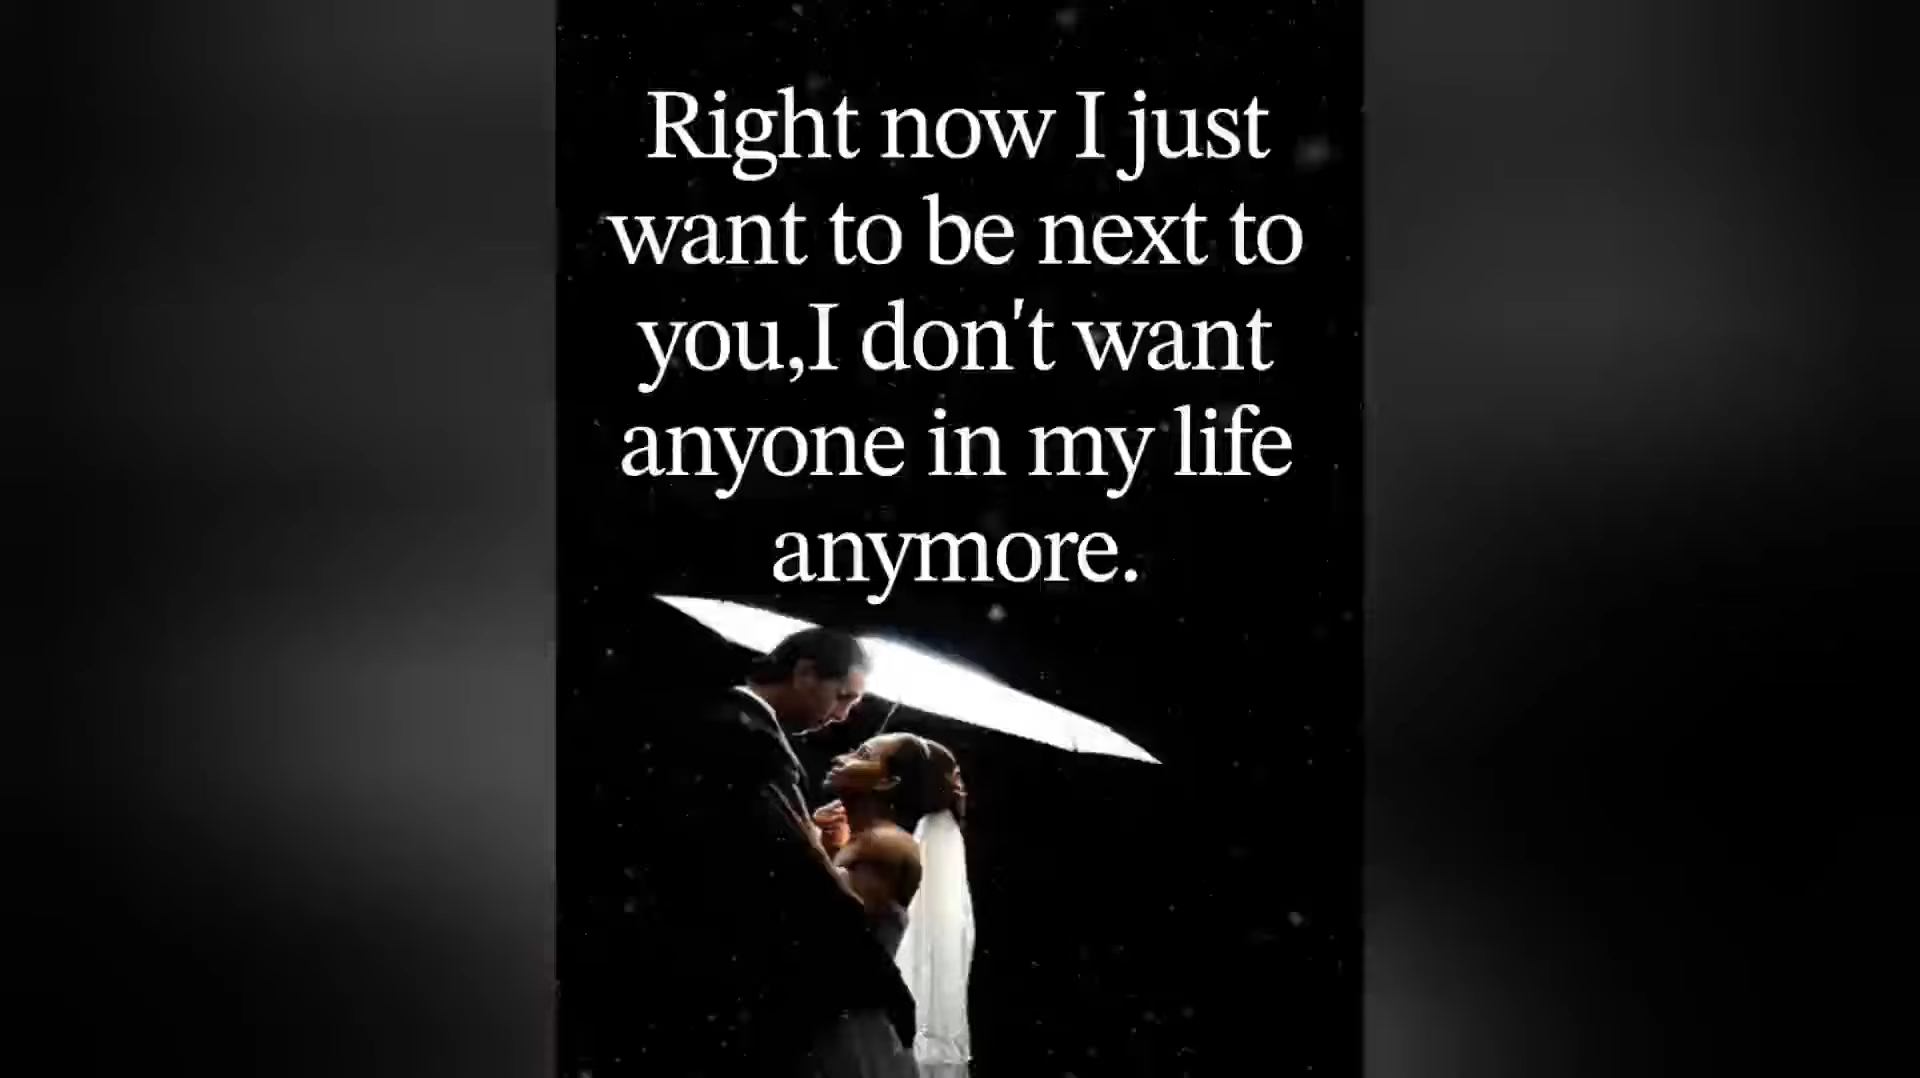 Right now I just
want to be next to
you,I don't want
anyone in my life
anymore.